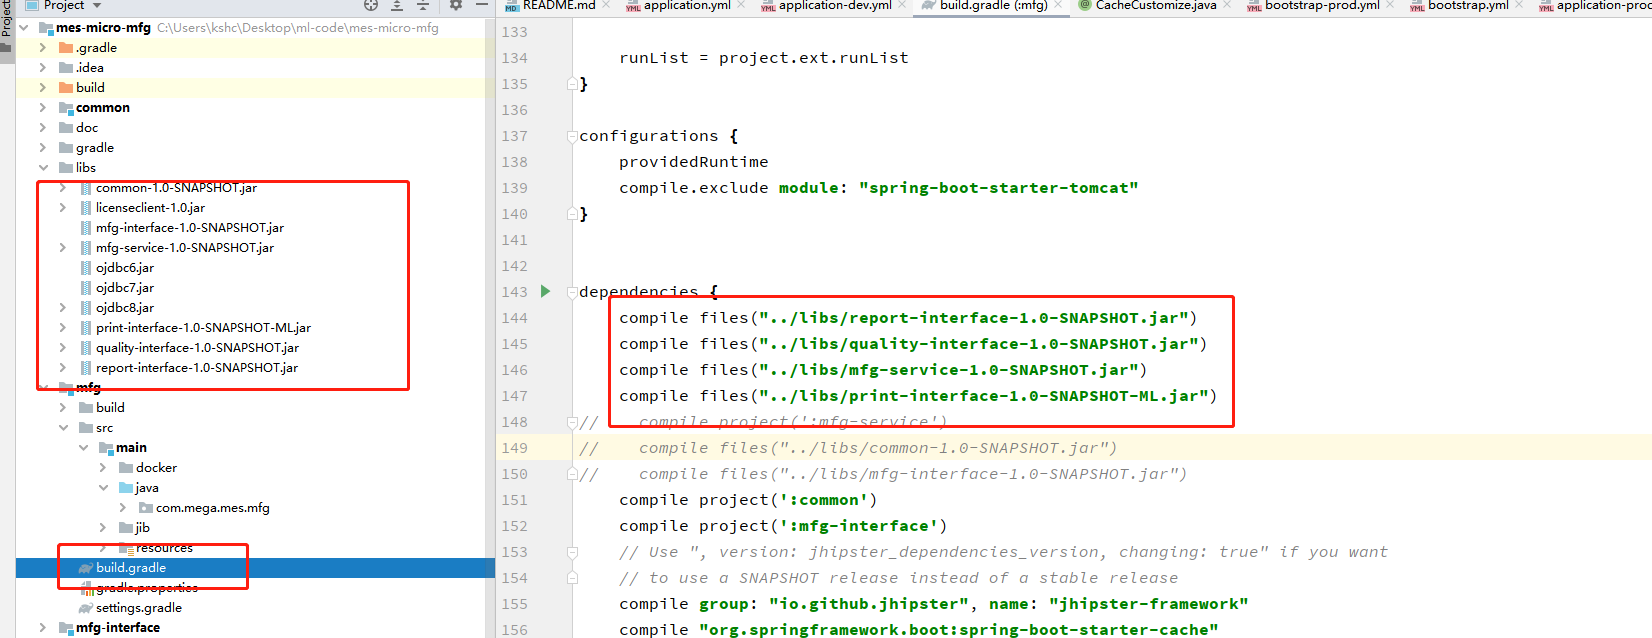 Project
Project
mes-micro-mfg C:\Users\kshc\Desktop\ml-code\mes-micro-mfg
.gradle
.idea
build
common
doc
gradle
libs
common-1.0-SNAPSHOT.jar
licenseclient-1.0.jar
mfg-interface-1.0-SNAPSHOT.jar
mfg-service-1.0-SNAPSHOT.jar
ojdbc6.jar
ojdbc7.jar
ojdbc8.jar
print-interface-1.0-SNAPSHOT-ML.jar
quality-interface-1.0-SNAPSHOT.jar
report-interface-1.0-SNAPSHOT.jar
mfg
build
src
main
docker
java
com.mega.mes.mfg
jib
resources
build.gradle
gradle.properties
settings.gradle
mfg-interface
MD README.md YML application.yml YML application-dev.yml build.gradle (:mfg) CacheCustomize.java YML bootstrap-prod.yml YML bootstrap.yml YML application-prod
133
134 runList = project.ext.runList
135 }
136
137 configurations {
138 providedRuntime
139 compile.exclude module: "spring-boot-starter-tomcat"
140 }
141
142
143 dependencies {
144 compile files("../libs/report-interface-1.0-SNAPSHOT.jar")
145 compile files("../libs/quality-interface-1.0-SNAPSHOT.jar")
146 compile files("../libs/mfg-service-1.0-SNAPSHOT.jar")
147 compile files("../libs/print-interface-1.0-SNAPSHOT-ML.jar")
148 // compile project(':mfg-service')
149 // compile files("../libs/common-1.0-SNAPSHOT.jar")
150 // compile files("../libs/mfg-interface-1.0-SNAPSHOT.jar")
151 compile project(':common')
152 compile project(':mfg-interface')
153 // Use ", version: jhipster_dependencies_version, changing: true" if you want
154 // to use a SNAPSHOT release instead of a stable release
155 compile group: "io.github.jhipster", name: "jhipster-framework"
156 compile "org.springframework.boot:spring-boot-starter-cache"